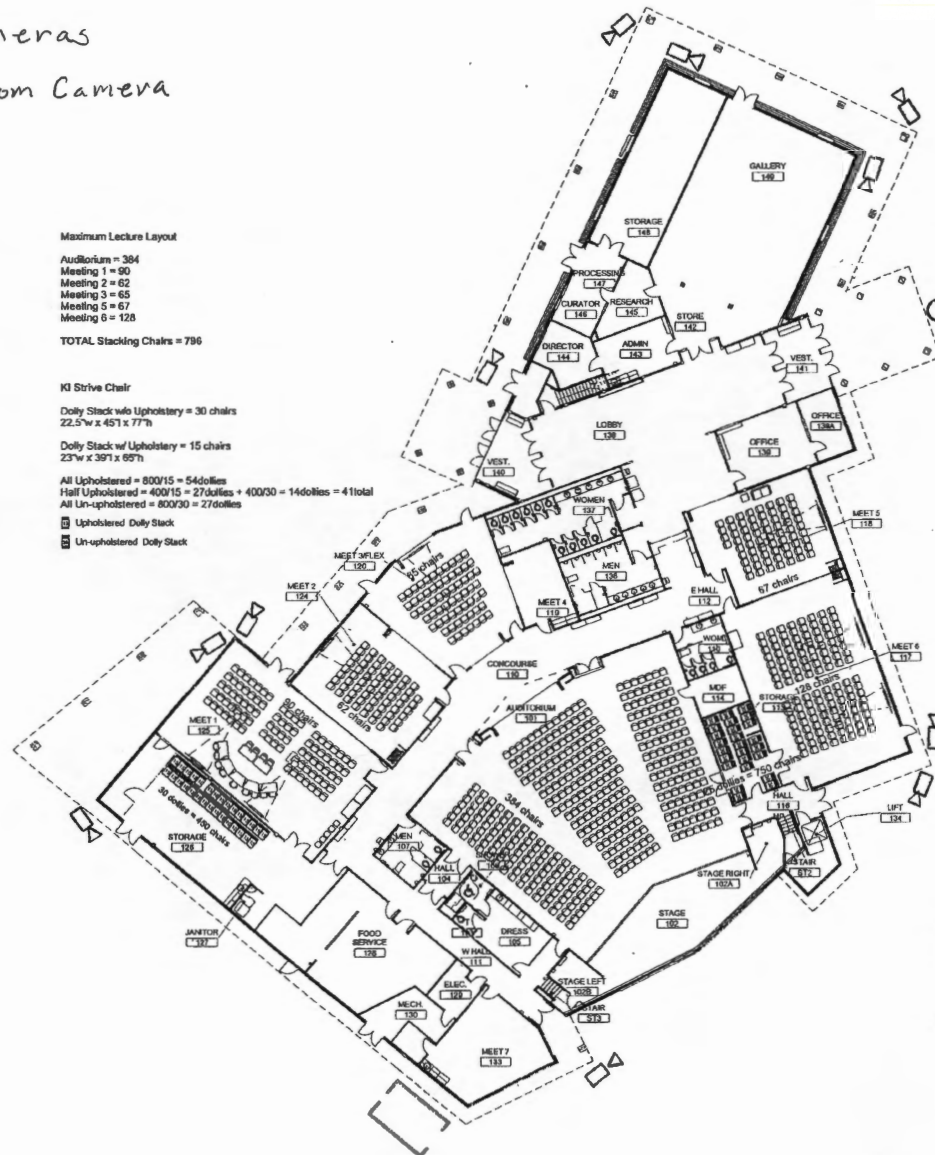 Camera
Maximum Lecture Layout
Auditorium = 384
Meeting 1 = 90
Meeting 2 = 62
Meeting 3 = 65
Meeting 5 = 67
Meeting 6 = 128
TOTAL Stacking Chairs = 796
KI Strive Chair
Dolly Stack w/o Upholstery = 30 chairs
22.5"w x 45"l x 77"h
Dolly Stack w/ Upholstery = 15 chairs
23"w x 39"l x 65"h
All Upholstered = 800/15 = 54dollies
Half Upholstered = 400/15 = 27dollies + 400/30 = 14dollies = 41total
All Un-upholstered = 800/30 = 27dollies
Upholstered Dolly Stack
Un-upholstered Dolly Stack
GALLERY
149
STORAGE
148
PROCESSING
147
CURATOR
146
RESEARCH
145
STORE
142
DIRECTOR
144
ADMIN
143
VEST.
141
LOBBY
138
OFFICE
139
OFFICE
139A
VEST.
140
WOMEN
137
MEN
136
MEET 5
118
67 chairs
MEET 3/FLEX
120
65 chairs
MEET 2
124
62 chairs
MEET 4
119
E HALL
112
CONCOURSE
110
MEET 6
117
128 chairs
MDF
114
STORAGE
AUDITORIUM
101
384 chairs
MEET 1
125
90 chairs
30 dollies = 450 chairs
STORAGE
126
dollies = 750 chairs
HALL
116
LIFT
134
STAIR
ST2
MEN
107
HALL
104
STAGE RIGHT
102A
STAGE
102
DRESS
105
JANITOR
127
FOOD
SERVICE
128
W HALL
111
STAGE LEFT
102B
STAIR
ST3
ELEC.
129
MECH.
130
MEET 7
133